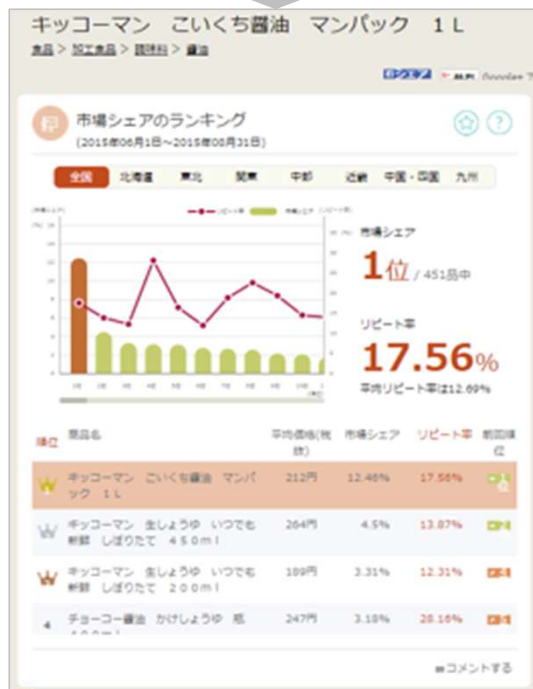 キッコーマン こいくち醤油 マンパック 1L
食品 > 加工食品 > 調味料 > 醤油
シェア
市場シェアのランキング
(2015年06月1日~2015年08月31日)
全国 北海道 東北 関東 中部 近畿 中国・四国 九州
リピート率 市場シェア
市場シェア
1位 / 451品中
リピート率
17.56%
平均リピート率は12.69%
順位 商品名 平均価格(税抜) 市場シェア リピート率 前回順位
キッコーマン こいくち醤油 マンパック 1L 212円 12.46% 17.56%
キッコーマン 生しょうゆ いつでも新鮮 しぼりたて 450ml 264円 4.5% 13.87%
キッコーマン 生しょうゆ いつでも新鮮 しぼりたて 200ml 189円 3.31% 12.31%
4 チョーコー醤油 かけしょうゆ 瓶 247円 3.18% 28.16%
コメントする